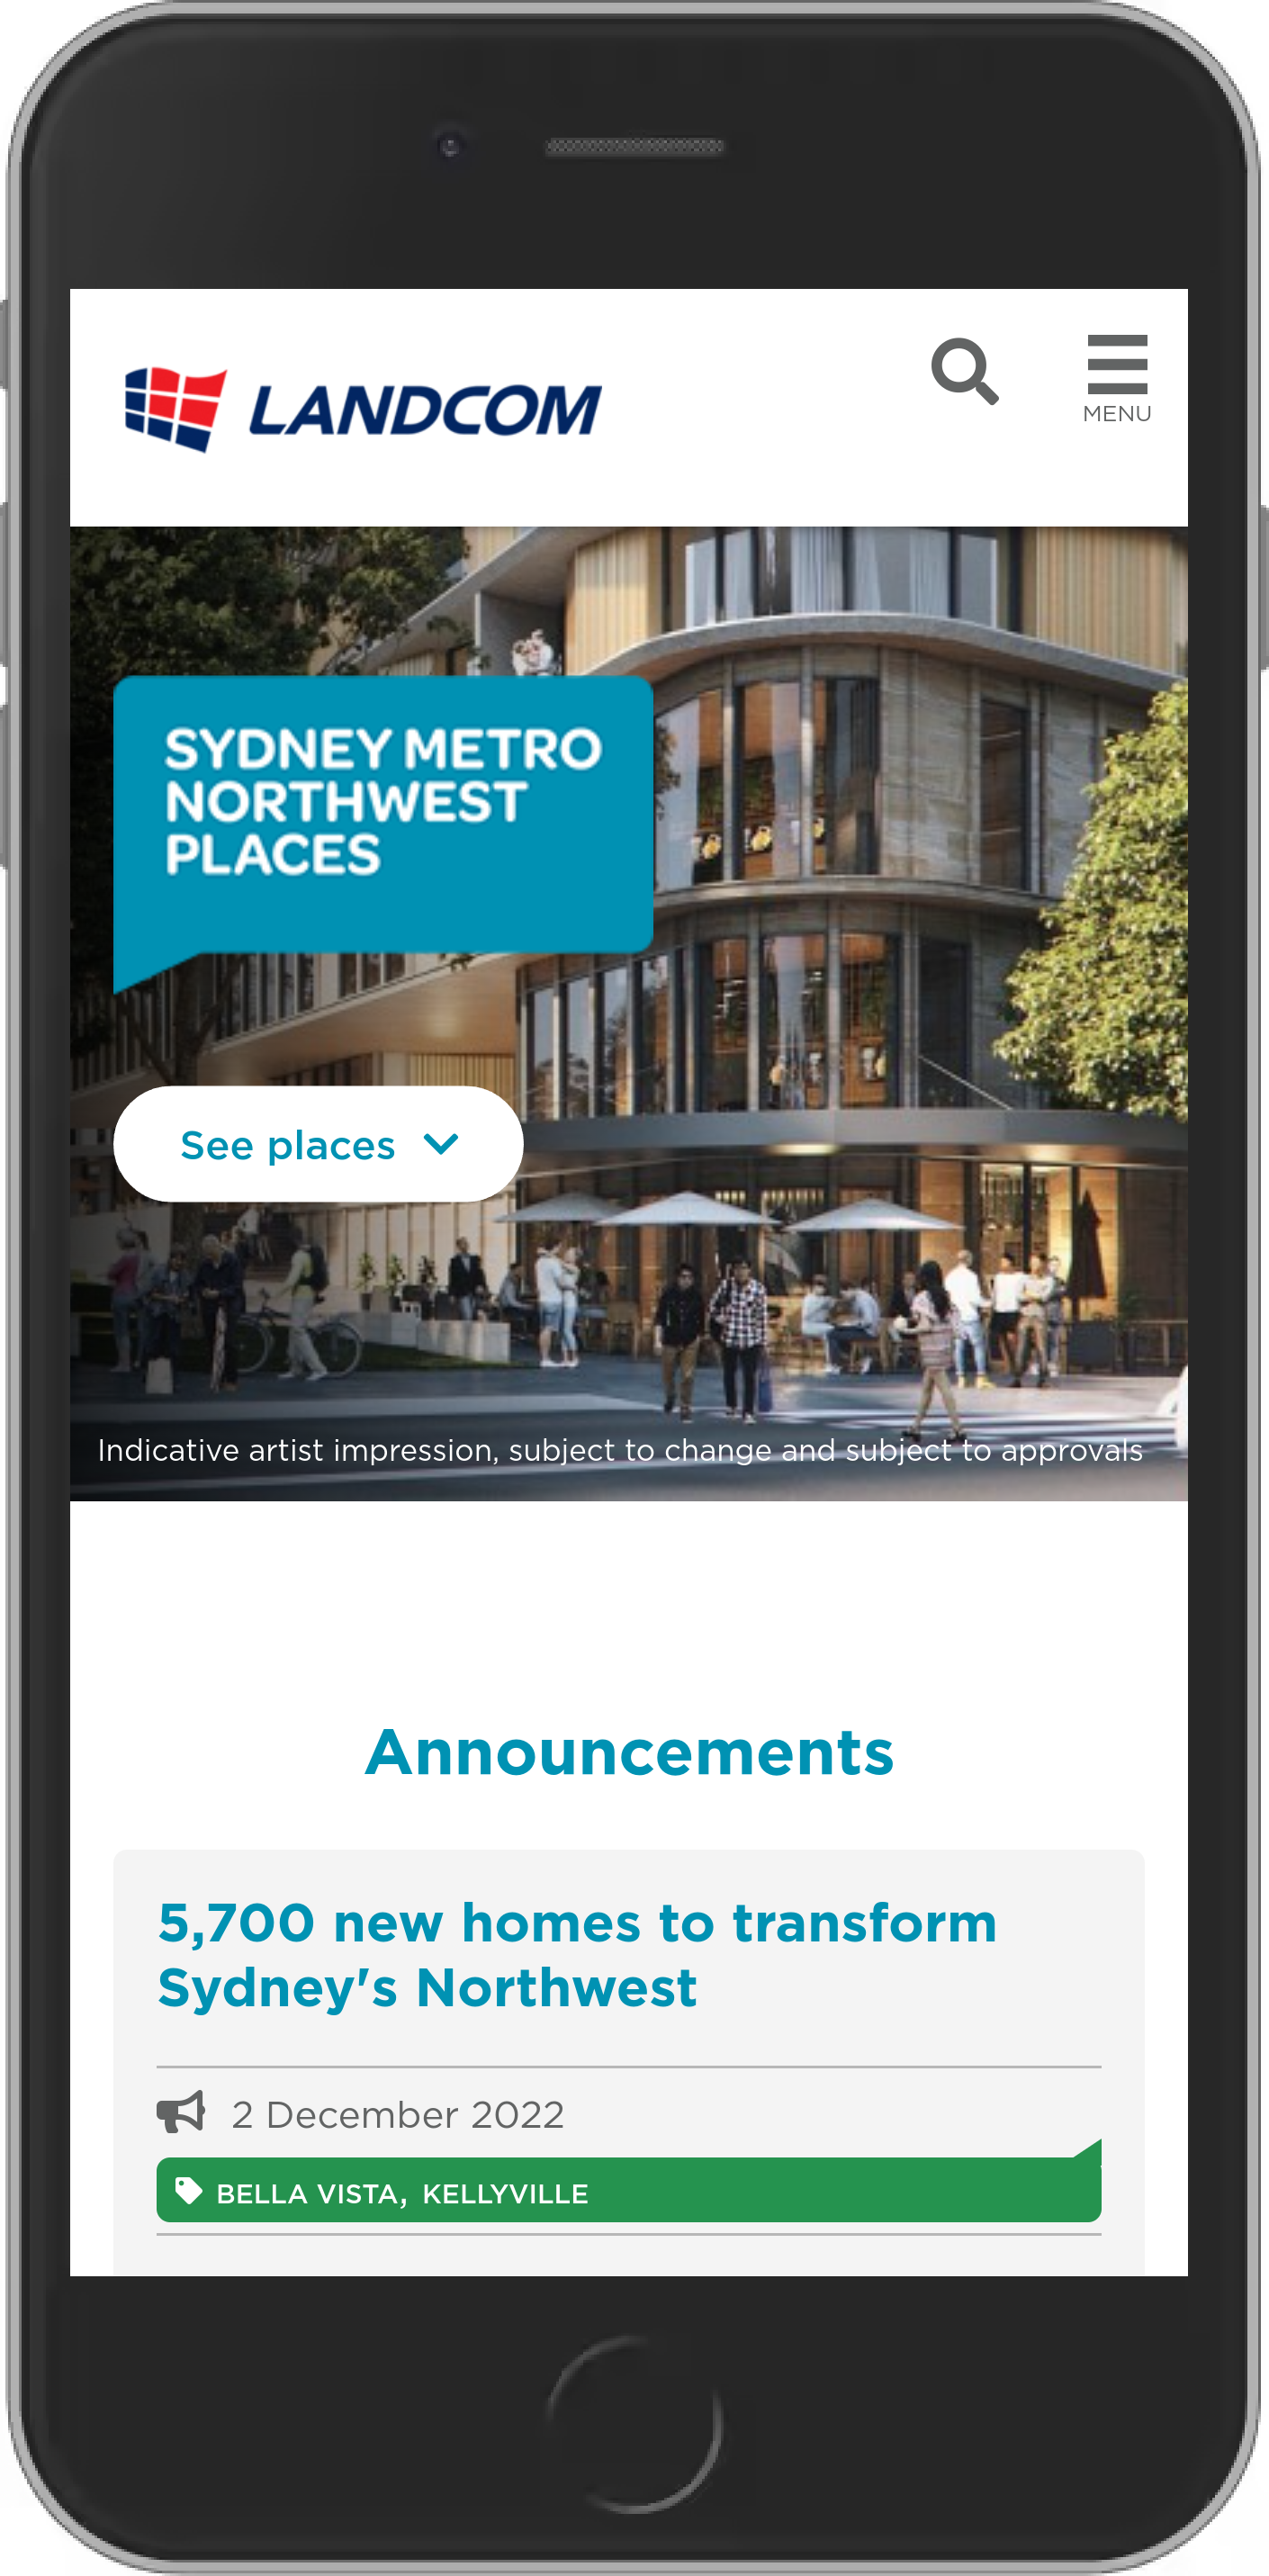 LANDCOM
MENU
SYDNEY METRO
NORTHWEST
PLACES
See places
Indicative artist impression, subject to change and subject to approvals
Announcements
5,700 new homes to transform
Sydney's Northwest
2 December 2022
BELLA VISTA, KELLYVILLE